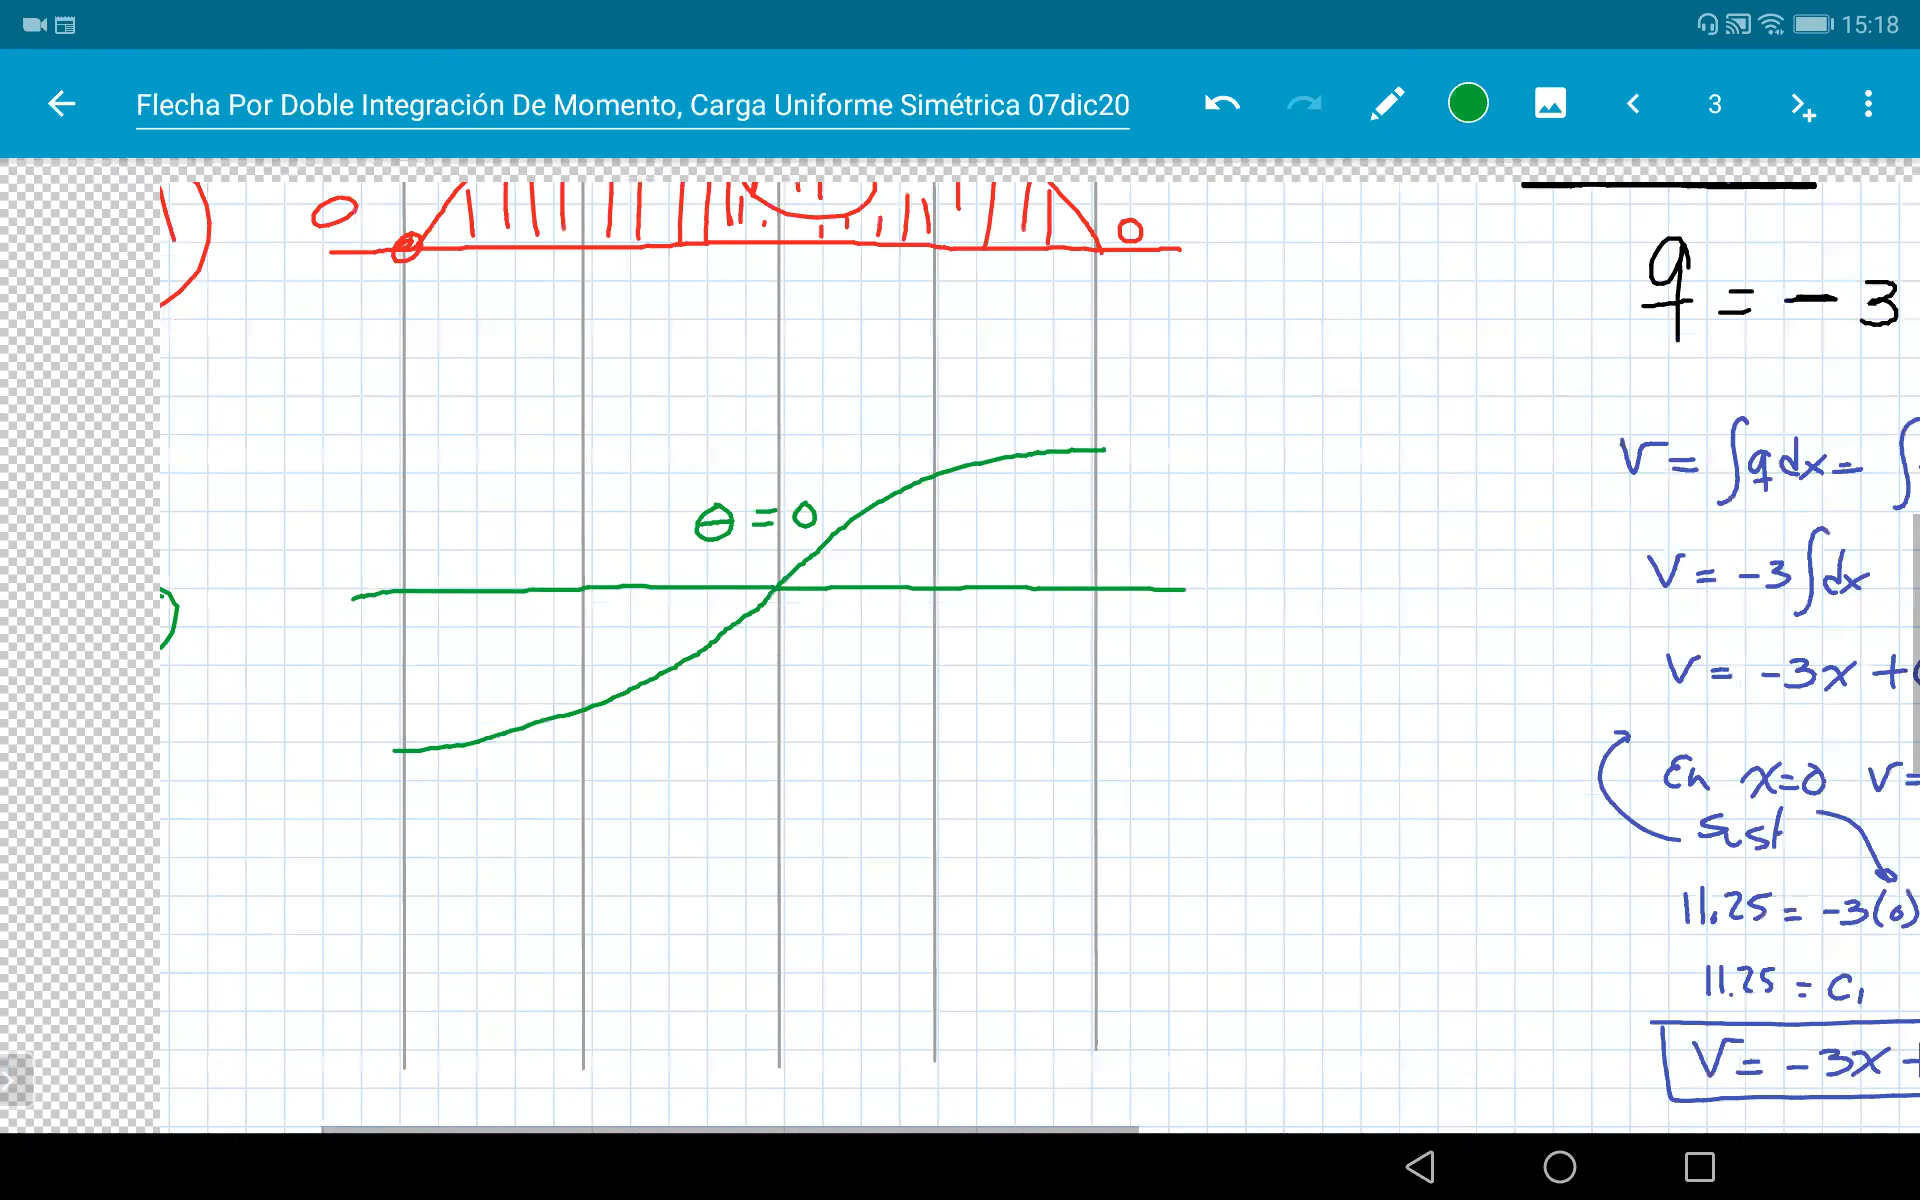 15:18
Flecha Por Doble Integración De Momento, Carga Uniforme Simétrica 07dic20
3
0
0
q = - 3
θ = 0
V = ∫ q dx = ∫
V = -3 ∫ dx
V = -3x +
En x=0 V=
Sust
11.25 = -3(0)
11.25 = C₁
V = - 3x +